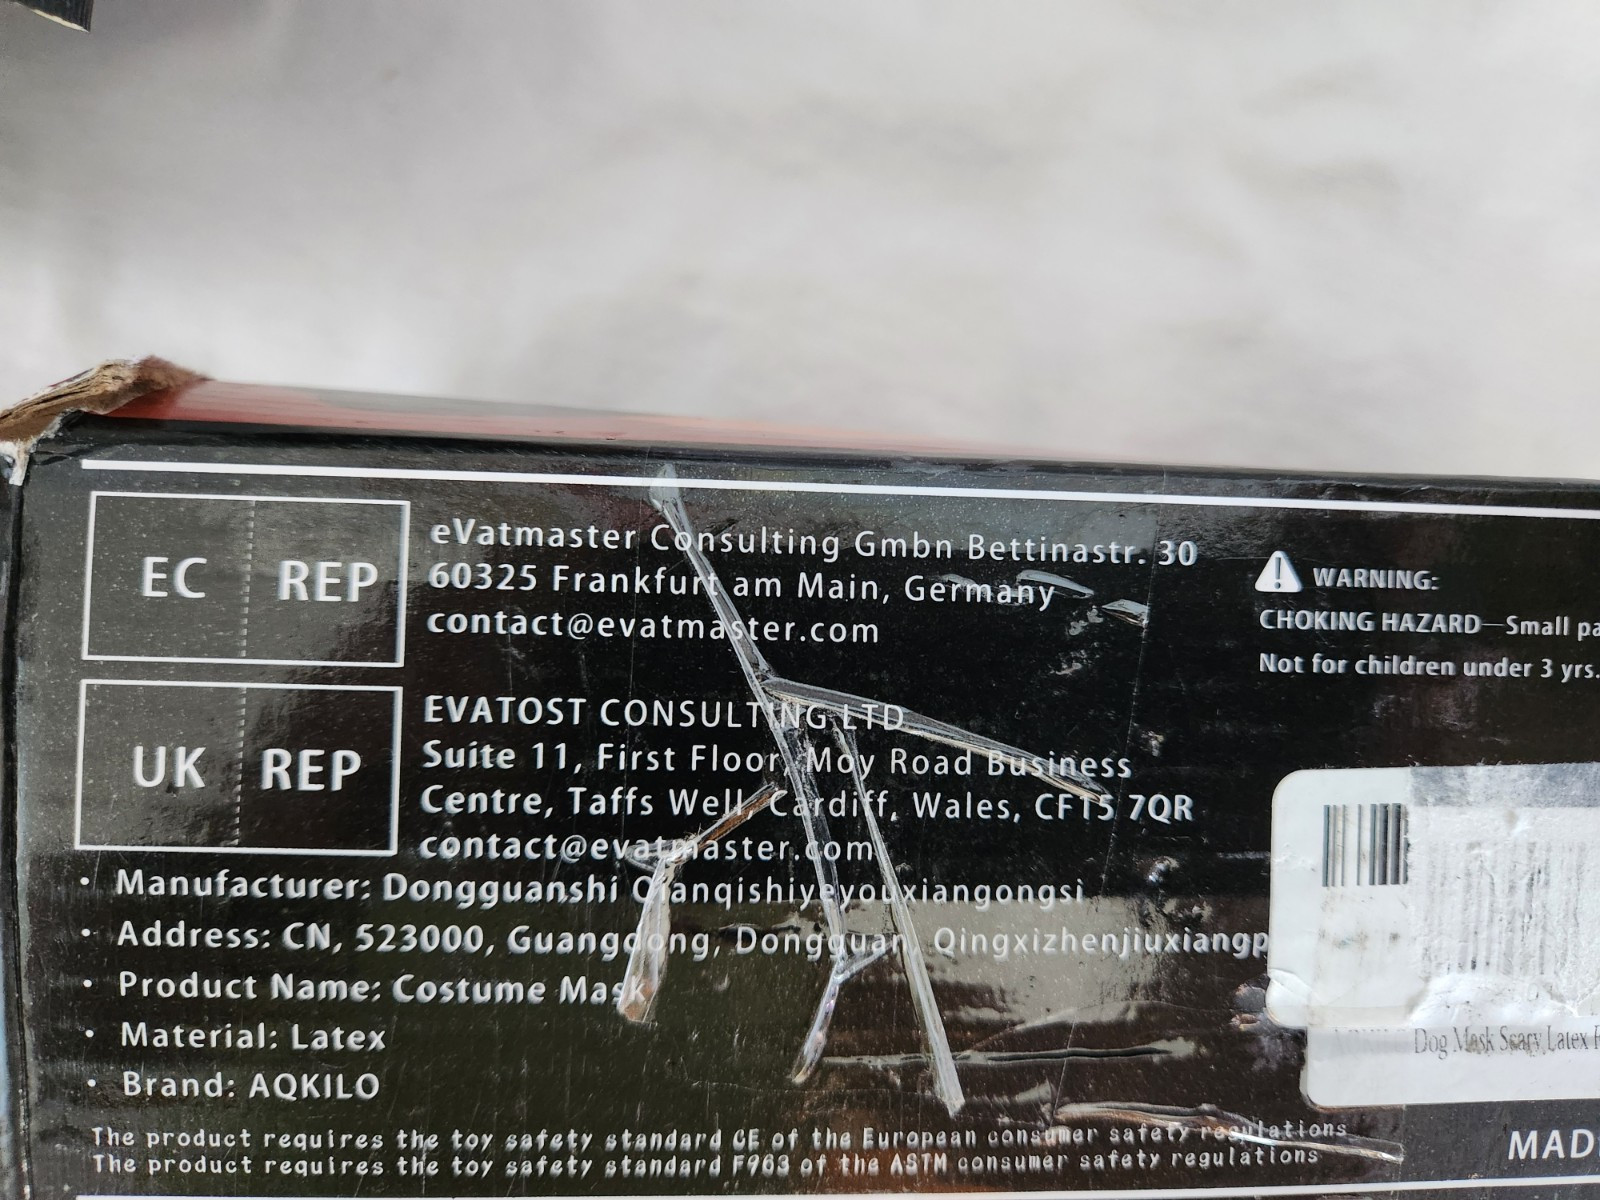 EC REP
eVatmaster Consulting Gmbn Bettinastr. 30
60325 Frankfurt am Main, Germany
contact@evatmaster.com
UK REP
EVATOST CONSULTING LTD
Suite 11, First Floor, Moy Road Business
Centre, Taffs Well, Cardiff, Wales, CF15 7QR
contact@evatmaster.com
• Manufacturer: Dongguanshi Qianqishiyeyouxiangongsi
• Address: CN, 523000, Guangdong, Dongguan, Qingxizhenjiuxiangp
• Product Name: Costume Mask
• Material: Latex
• Brand: AQKILO
The product requires the toy safety standard CE of the European consumer safety regulations
The product requires the toy safety standard F963 of the ASTM consumer safety regulations
WARNING:
CHOKING HAZARD—Small pa
Not for children under 3 yrs.
Dog Mask Scary Latex
MAD